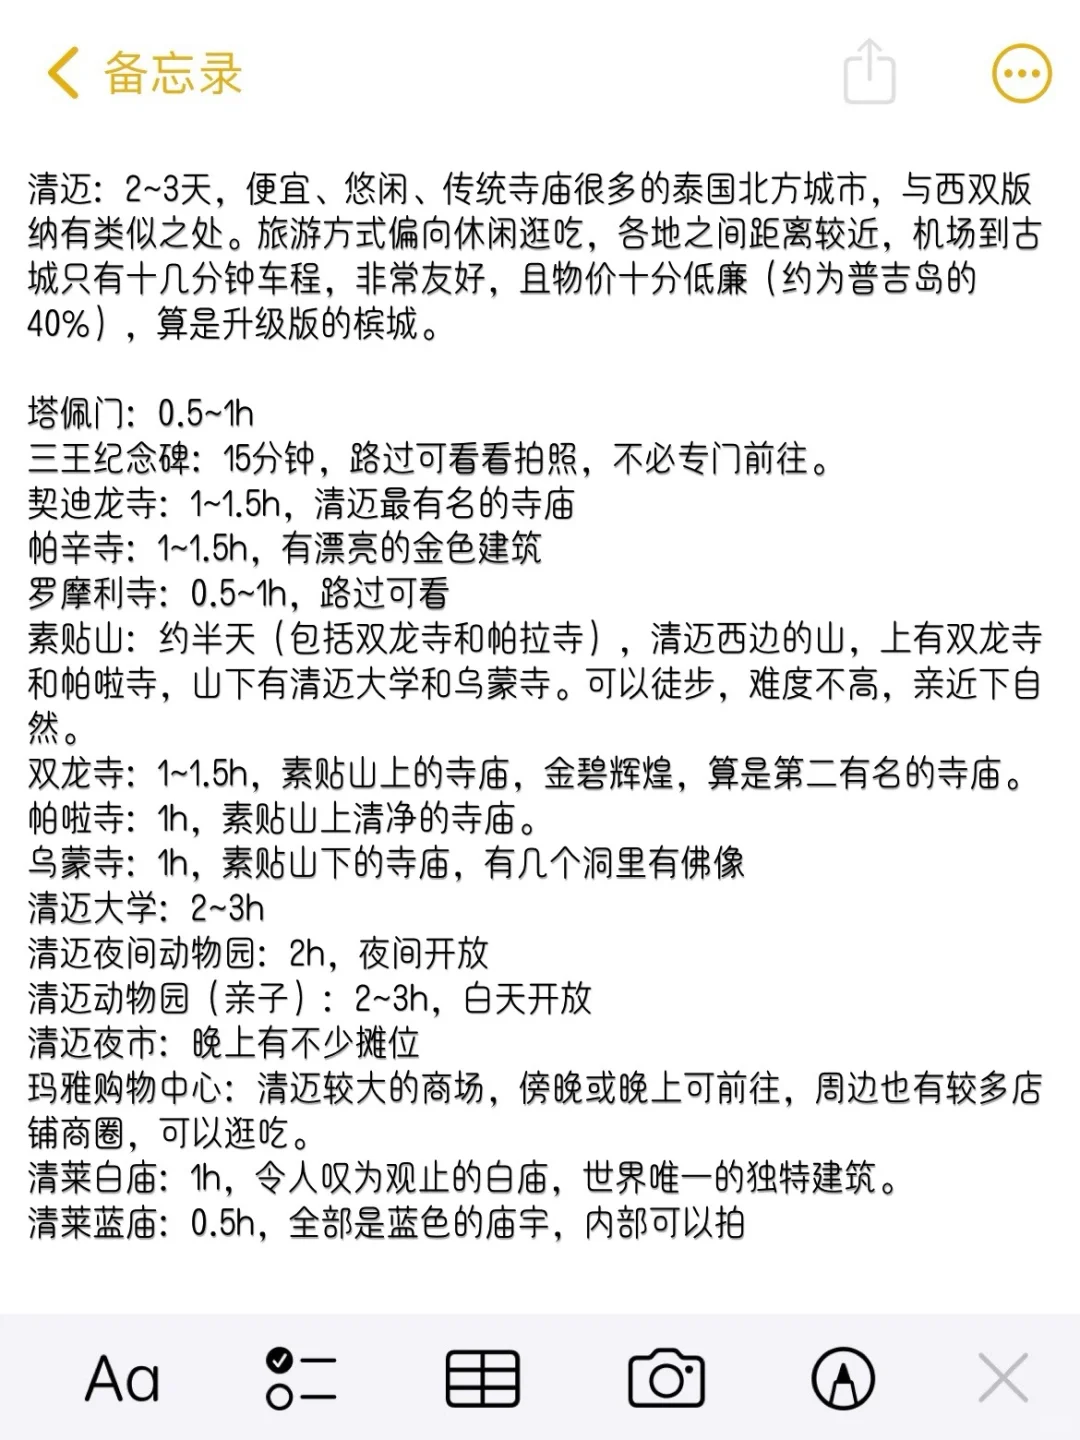 备忘录
清迈：2~3天，便宜、悠闲、传统寺庙很多的泰国北方城市，与西双版
纳有类似之处。旅游方式偏向休闲逛吃，各地之间距离较近，机场到古
城只有十几分钟车程，非常友好，且物价十分低廉（约为普吉岛的
40%），算是升级版的槟城。
塔佩门：0.5~1h
三王纪念碑：15分钟，路过可看看拍照，不必专门前往。
契迪龙寺：1~1.5h，清迈最有名的寺庙
帕辛寺：1~1.5h，有漂亮的金色建筑
罗摩利寺：0.5~1h，路过可看
素贴山：约半天（包括双龙寺和帕拉寺），清迈西边的山，上有双龙寺
和帕啦寺，山下有清迈大学和乌蒙寺。可以徒步，难度不高，亲近下自
然。
双龙寺：1~1.5h，素贴山上的寺庙，金碧辉煌，算是第二有名的寺庙。
帕啦寺：1h，素贴山上清净的寺庙。
乌蒙寺：1h，素贴山下的寺庙，有几个洞里有佛像
清迈大学：2~3h
清迈夜间动物园：2h，夜间开放
清迈动物园（亲子）：2~3h，白天开放
清迈夜市：晚上有不少摊位
玛雅购物中心：清迈较大的商场，傍晚或晚上可前往，周边也有较多店
铺商圈，可以逛吃。
清莱白庙：1h，令人叹为观止的白庙，世界唯一的独特建筑。
清莱蓝庙：0.5h，全部是蓝色的庙宇，内部可以拍
Aa